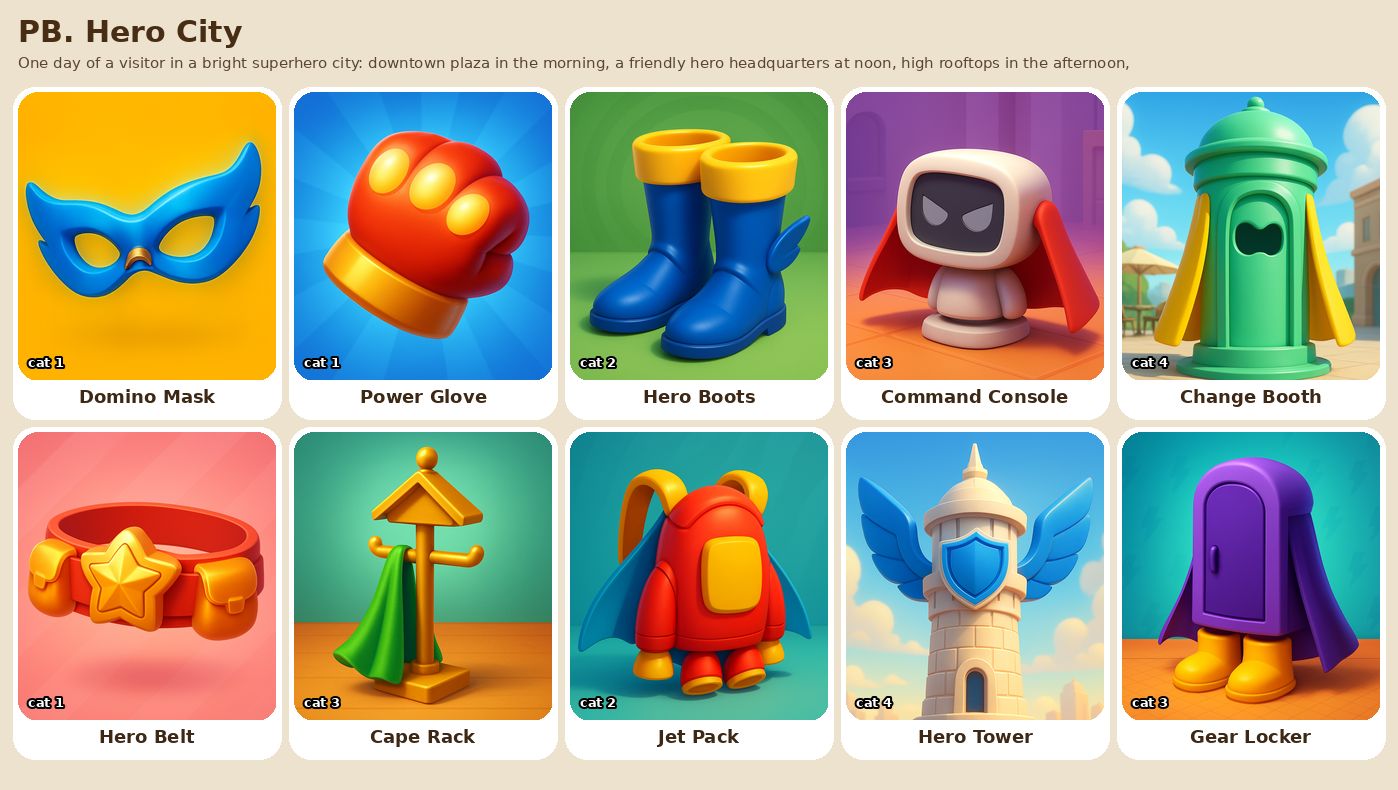 PB. Hero City
One day of a visitor in a bright superhero city: downtown plaza in the morning, a friendly hero headquarters at noon, high rooftops in the afternoon,
cat 1
cat 1
cat 2
cat 3
cat 4
Domino Mask
Power Glove
Hero Boots
Command Console
Change Booth
cat 1
cat 3
cat 2
cat 4
cat 3
Hero Belt
Cape Rack
Jet Pack
Hero Tower
Gear Locker